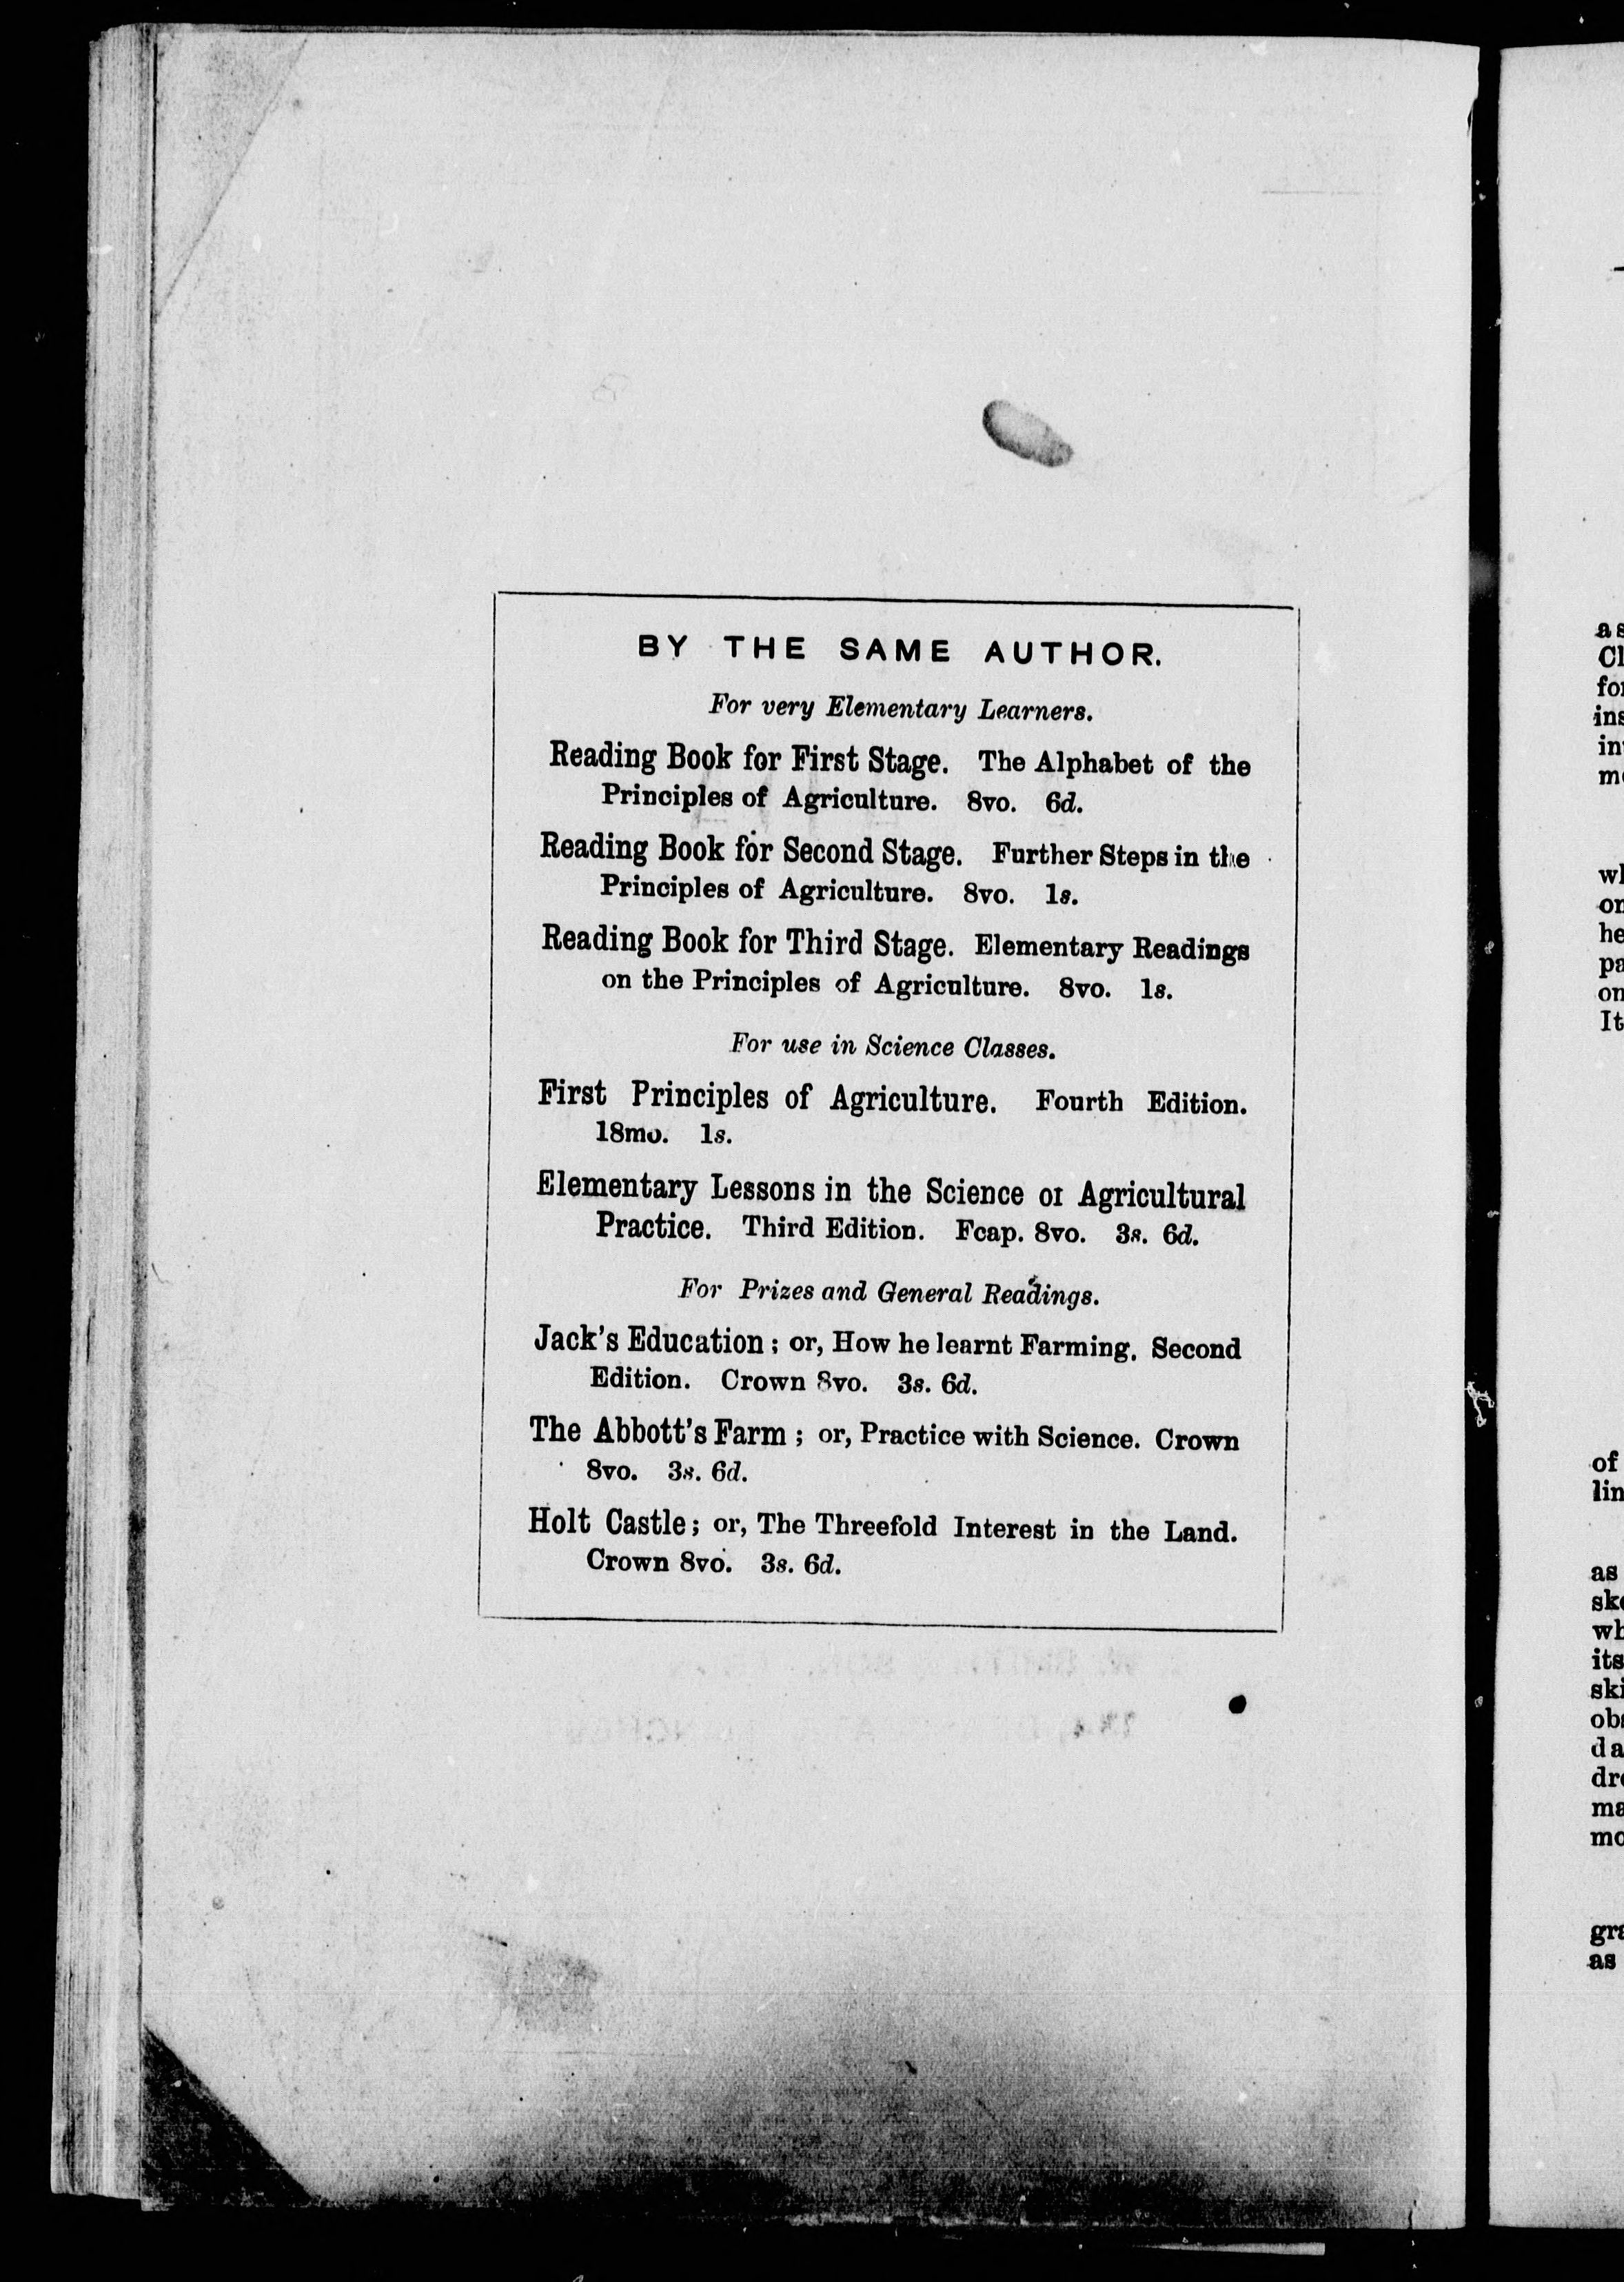 BY THE SAME AUTHOR.
For very Elementary Learners.
Reading Book for First Stage. The Alphabet of the
Principles of Agriculture. 8vo. 6d.
Reading Book for Second Stage. Further Steps in the
Principles of Agriculture. 8vo. 1s.
Reading Book for Third Stage. Elementary Readings
on the Principles of Agriculture. 8vo. 1s.
For use in Science Classes.
First Principles of Agriculture. Fourth Edition.
18mo. 1s.
Elementary Lessons in the Science of Agricultural
Practice. Third Edition. Fcap. 8vo. 3s. 6d.
For Prizes and General Readings.
Jack's Education; or, How he learnt Farming. Second
Edition. Crown 8vo. 3s. 6d.
The Abbott's Farm; or, Practice with Science. Crown
8vo. 3s. 6d.
Holt Castle; or, The Threefold Interest in the Land.
Crown 8vo. 3s. 6d.
as
of
as
as